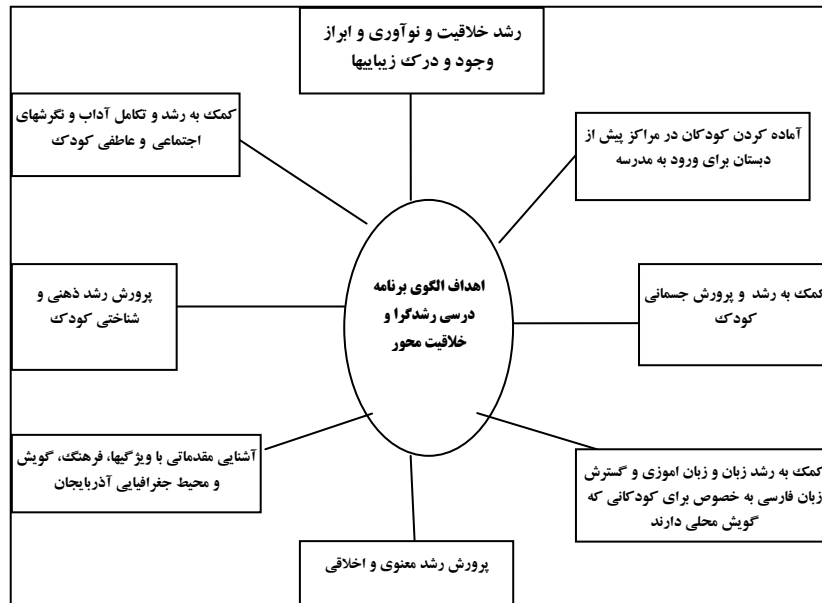 رشد خلاقیت و نوآوری و ابراز
وجود و درک زیباییها
آماده کردن کودکان در مراکز پیش از
دبستان برای ورود به مدرسه
کمک به رشد و تکامل آداب و نگرشهای
اجتماعی و عاطفی کودک
اهداف الگوی برنامه
درسی رشدگرا و
خلاقیت محور
کمک به رشد و پرورش جسمانی
کودک
پرورش رشد ذهنی و
شناختی کودک
کمک به رشد زبان و زبان اموزی و گسترش
زبان فارسی به خصوص برای کودکانی که
گویش محلی دارند
آشنایی مقدماتی با ویژگیها، فرهنگ، گویش
و محیط جغرافیایی آذربایجان
پرورش رشد معنوی و اخلاقی